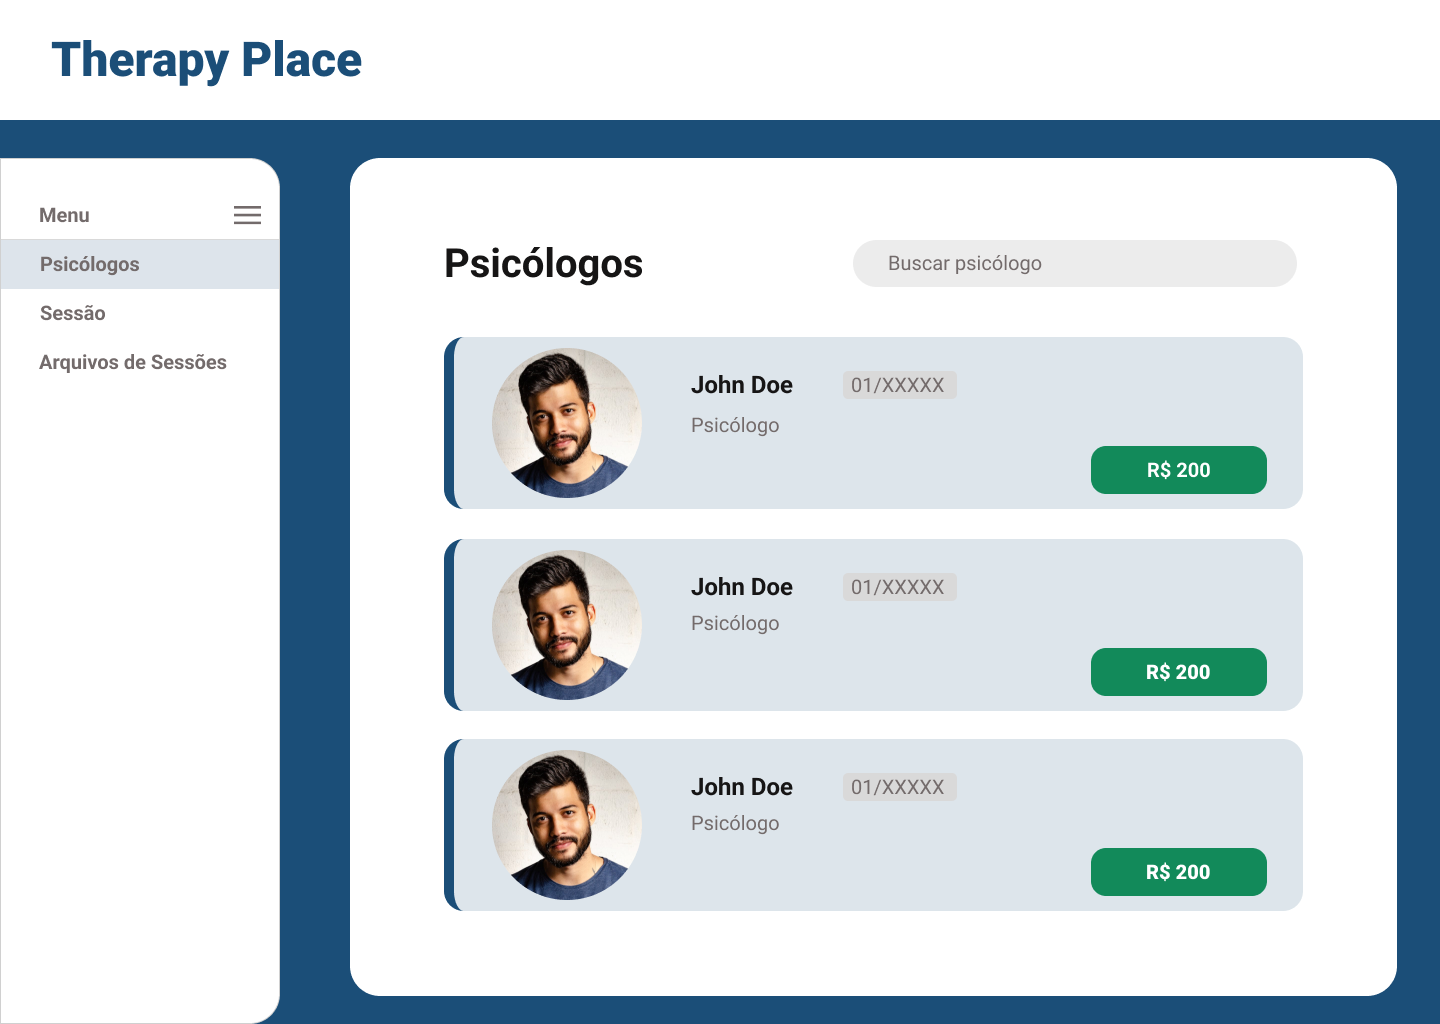 Therapy Place
Menu
Psicólogos
Sessão
Arquivos de Sessões
Psicólogos
Buscar psicólogo
John Doe 01/XXXXX
Psicólogo
R$ 200
John Doe 01/XXXXX
Psicólogo
R$ 200
John Doe 01/XXXXX
Psicólogo
R$ 200